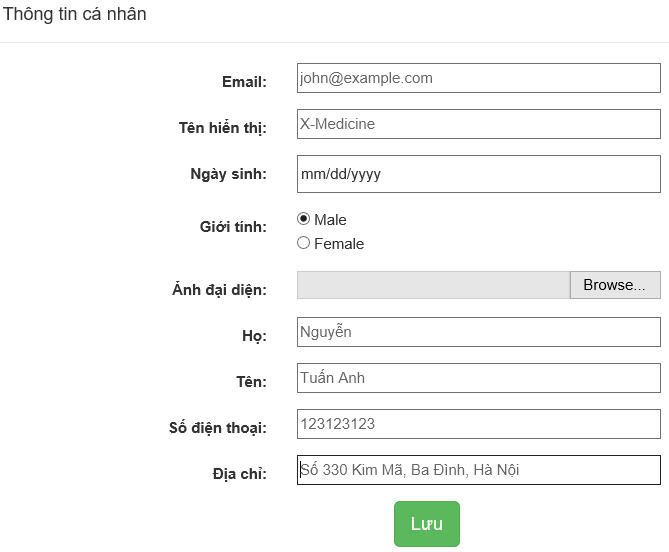 Thông tin cá nhân
Email: john@example.com
Tên hiển thị: X-Medicine
Ngày sinh: mm/dd/yyyy
Giới tính: Male
Female
Ảnh đại diện: Browse...
Họ: Nguyễn
Tên: Tuấn Anh
Số điện thoại: 123123123
Địa chỉ: Số 330 Kim Mã, Ba Đình, Hà Nội
Lưu